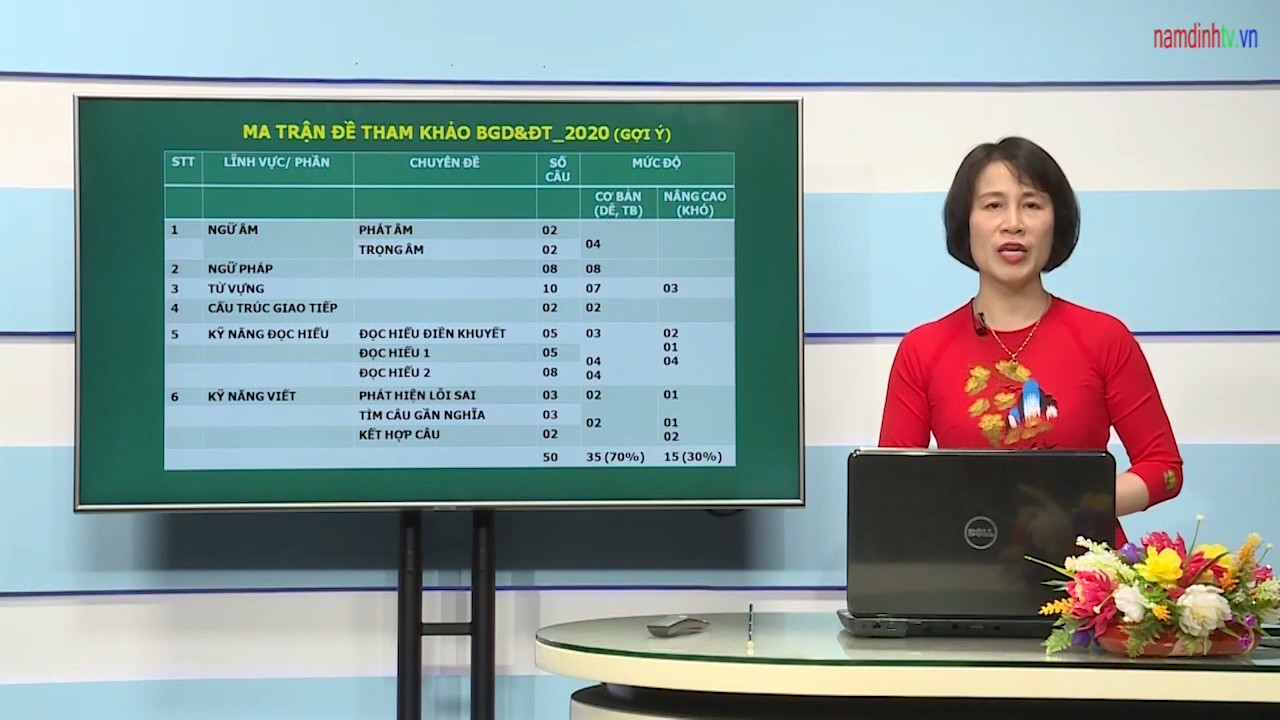 namdinhtv.vn
MA TRẬN ĐỀ THAM KHẢO BGD&ĐT_2020 (GỢI Ý)
STT LĨNH VỰC/ PHẦN CHUYÊN ĐỀ SỐ CÂU MỨC ĐỘ
CƠ BẢN (DỄ, TB) NÂNG CAO (KHÓ)
1 NGỮ ÂM PHÁT ÂM 02
TRỌNG ÂM 02 04
2 NGỮ PHÁP 08 08
3 TỪ VỰNG 10 07 03
4 CẤU TRÚC GIAO TIẾP 02 02
5 KỸ NĂNG ĐỌC HIỂU ĐỌC HIỂU ĐIỀN KHUYẾT 05 03 02
ĐỌC HIỂU 1 05 04 01
ĐỌC HIỂU 2 08 04 04
6 KỸ NĂNG VIẾT PHÁT HIỆN LỖI SAI 03 02 01
TÌM CÂU GẦN NGHĨA 03 02 01
KẾT HỢP CÂU 02 02
50 35 (70%) 15 (30%)
DELL